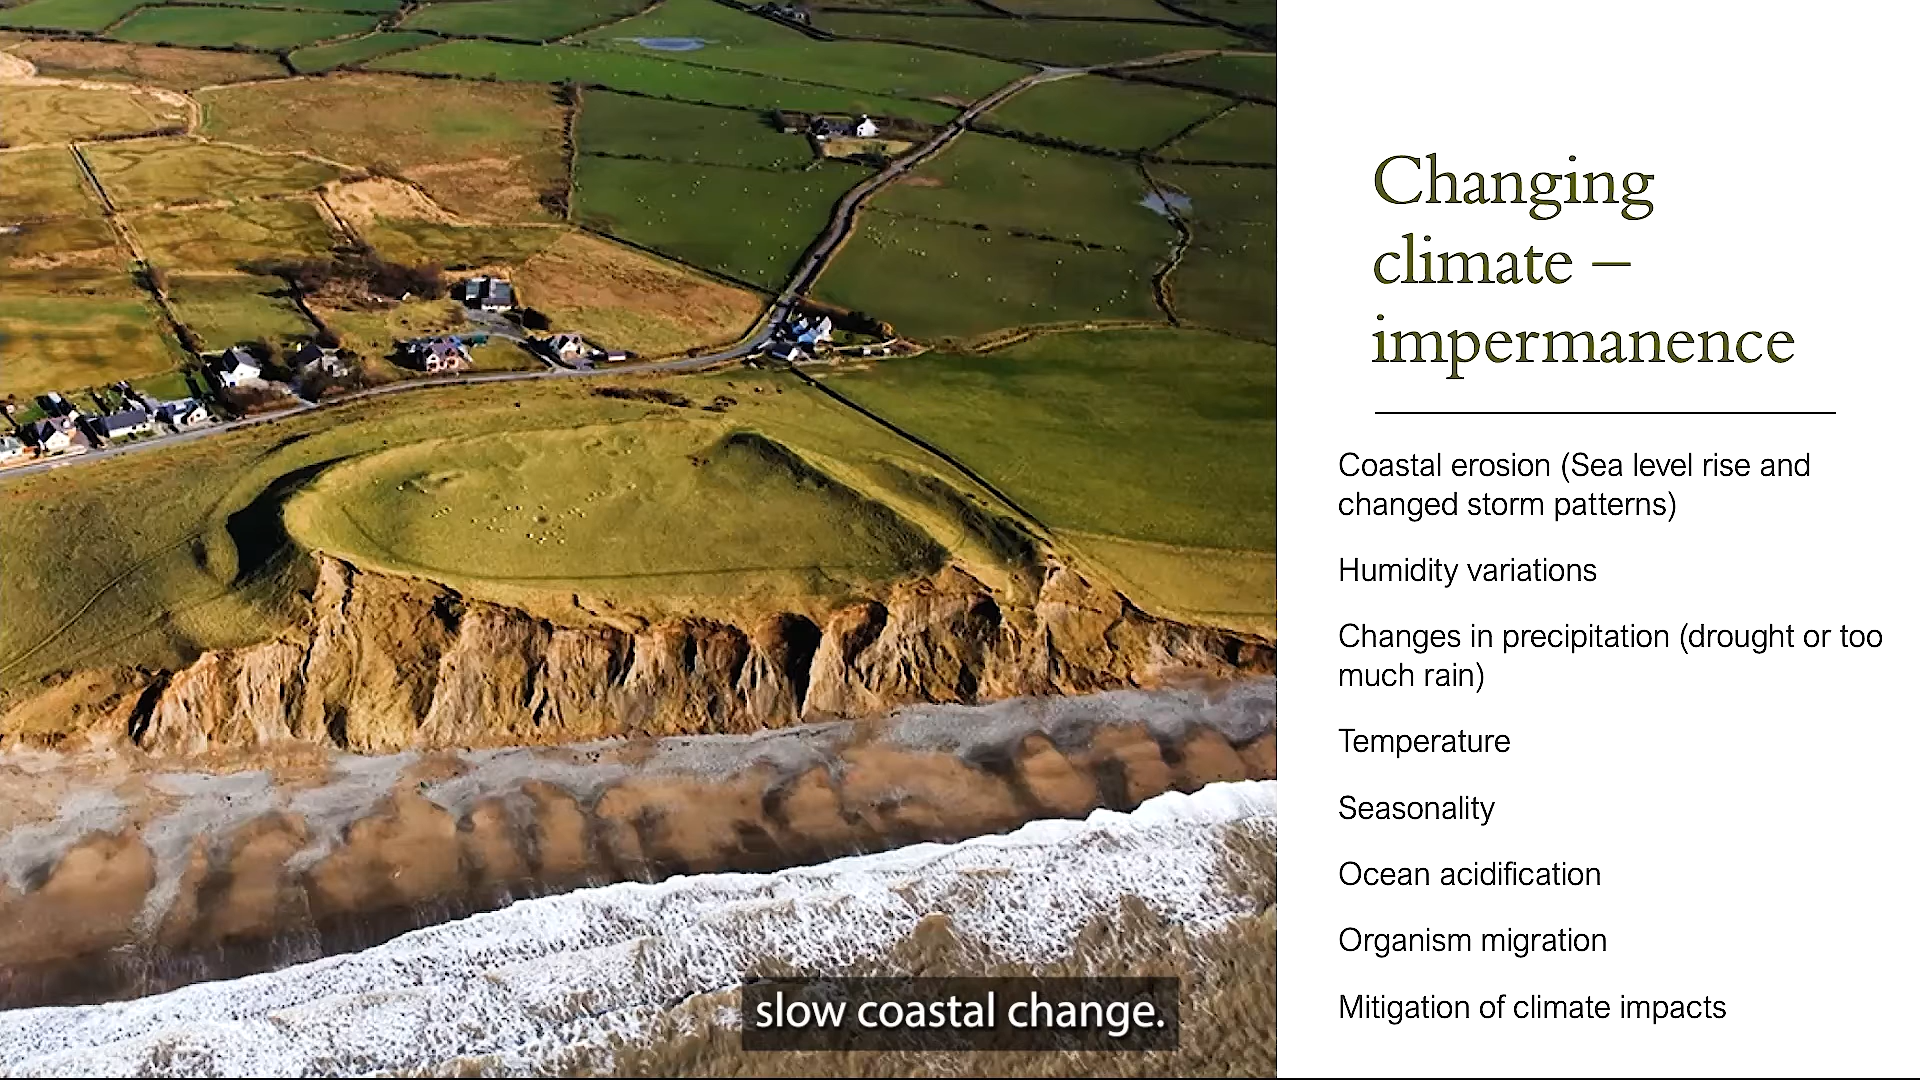 Changing
climate –
impermanence
Coastal erosion (Sea level rise and
changed storm patterns)
Humidity variations
Changes in precipitation (drought or too
much rain)
Temperature
Seasonality
Ocean acidification
Organism migration
Mitigation of climate impacts
slow coastal change.